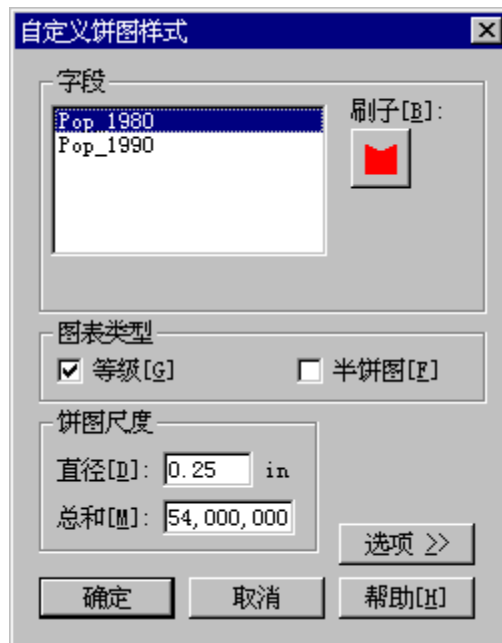 自定义饼图样式
字段
Pop_1980
Pop_1990
刷子[B]:
图表类型
等级[G]
半饼图[F]
饼图尺度
直径[D]: 0.25 in
总和[M]: 54,000,000
选项 >>
确定 取消 帮助[H]